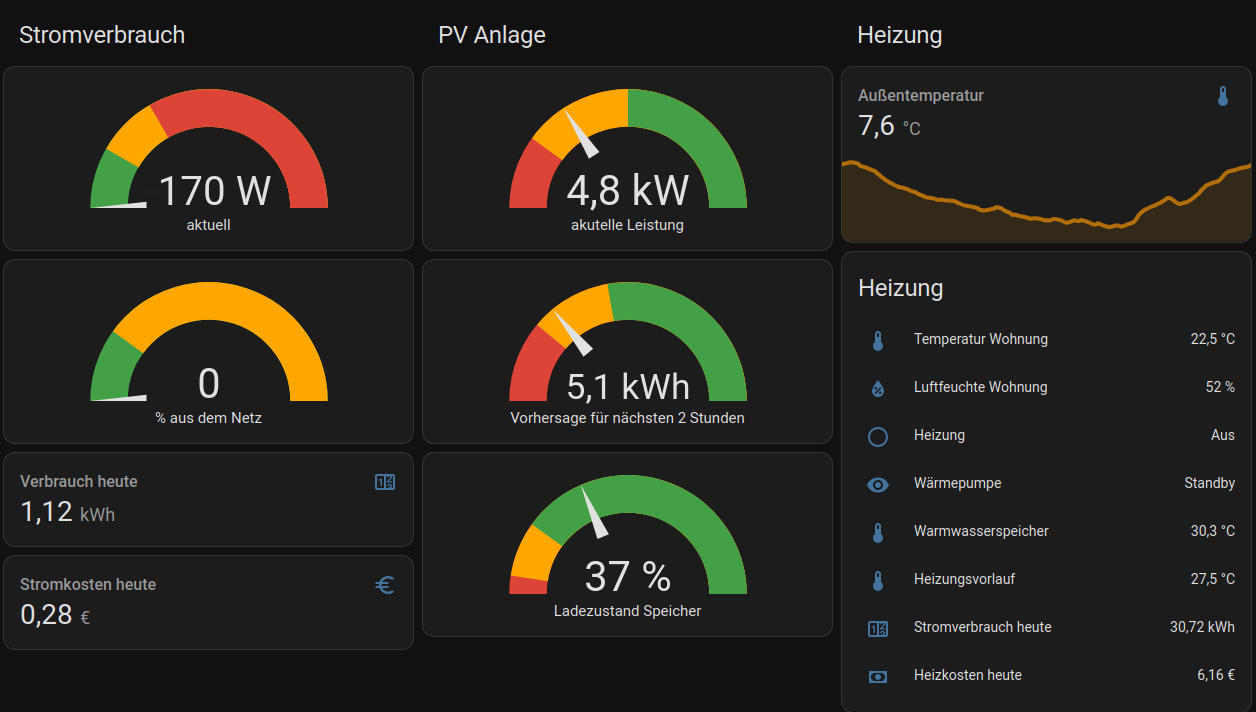 Stromverbrauch
170 W
aktuell
0
% aus dem Netz
Verbrauch heute
1,12 kWh
Stromkosten heute
0,28 €
PV Anlage
4,8 kW
akutelle Leistung
5,1 kWh
Vorhersage für nächsten 2 Stunden
37 %
Ladezustand Speicher
Heizung
Außentemperatur
7,6 °C
Heizung
Temperatur Wohnung 22,5 °C
Luftfeuchte Wohnung 52 %
Heizung Aus
Wärmepumpe Standby
Warmwasserspeicher 30,3 °C
Heizungsvorlauf 27,5 °C
Stromverbrauch heute 30,72 kWh
Heizkosten heute 6,16 €